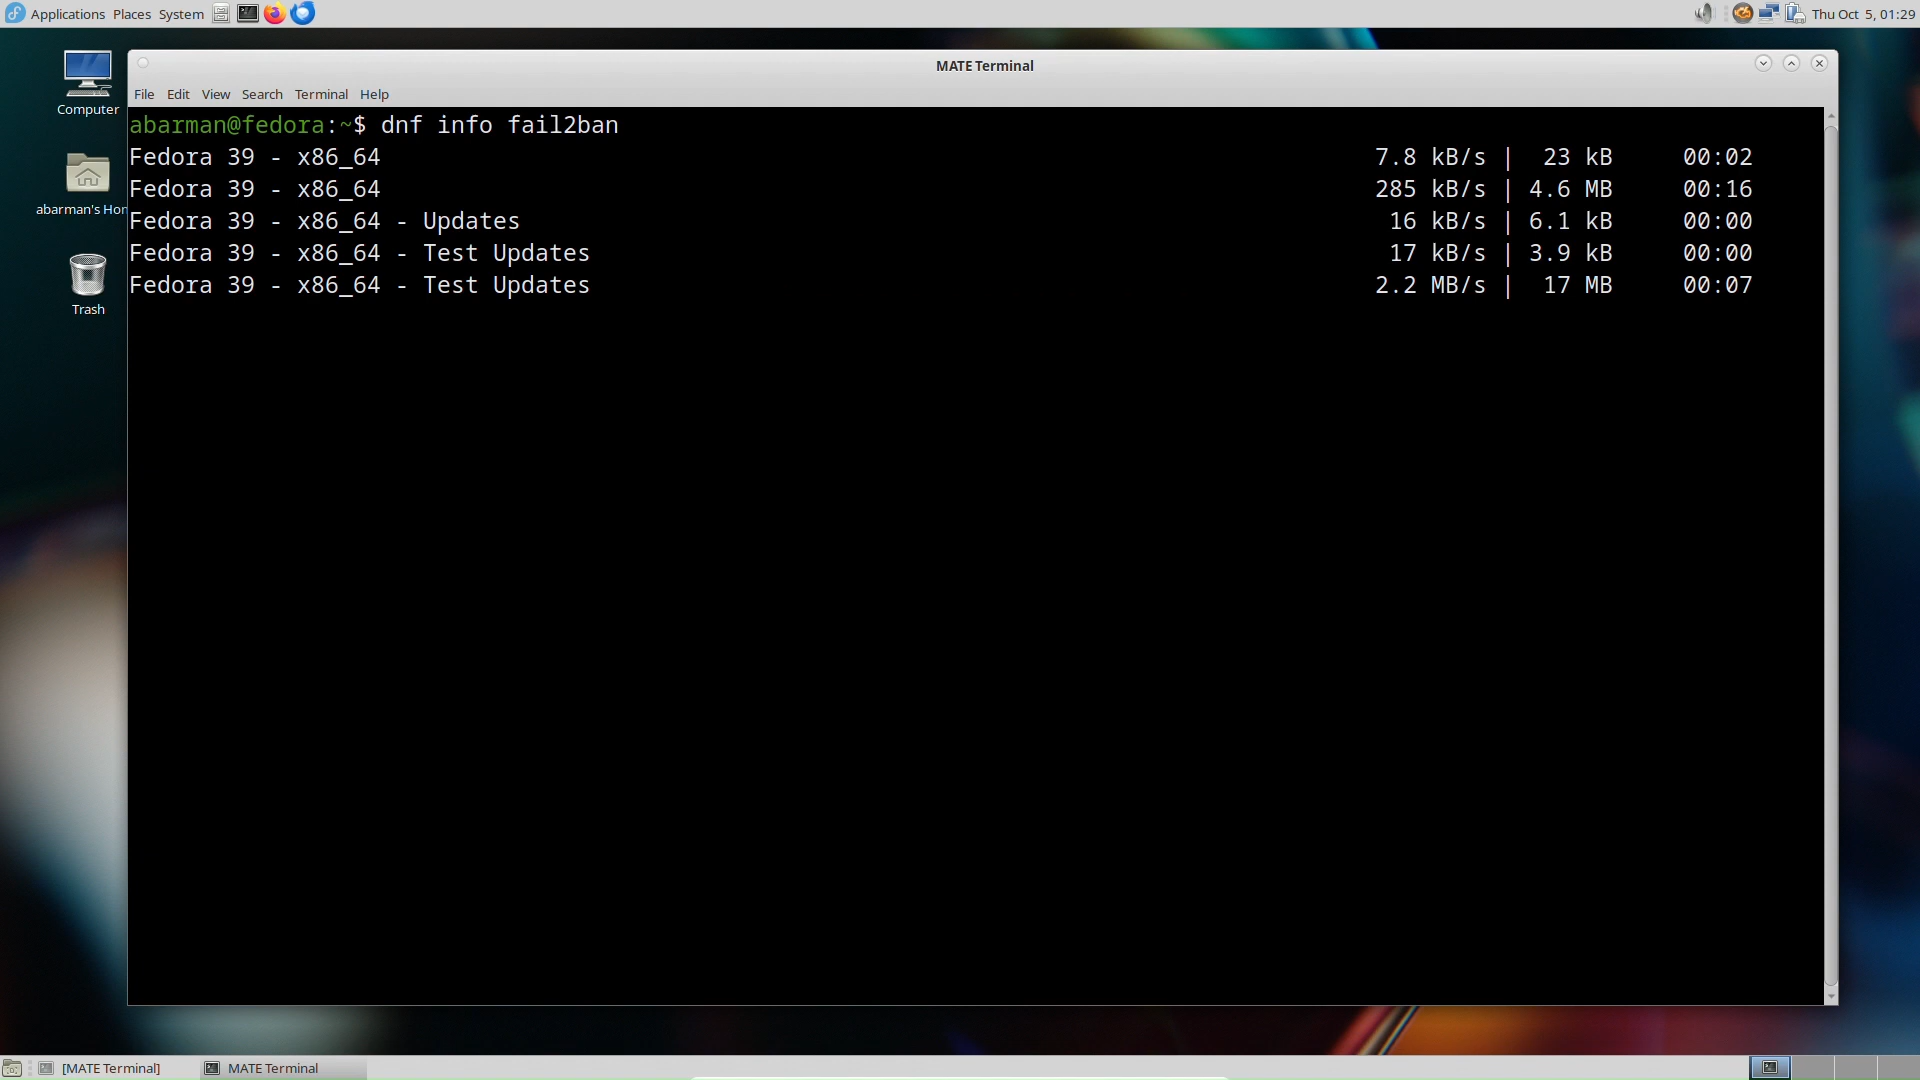 Applications Places System
Thu Oct 5, 01:29
MATE Terminal
File Edit View Search Terminal Help
Computer
abarman's Hon
Trash
abarman@fedora:~$ dnf info fail2ban
Fedora 39 - x86_64 7.8 kB/s | 23 kB 00:02
Fedora 39 - x86_64 285 kB/s | 4.6 MB 00:16
Fedora 39 - x86_64 - Updates 16 kB/s | 6.1 kB 00:00
Fedora 39 - x86_64 - Test Updates 17 kB/s | 3.9 kB 00:00
Fedora 39 - x86_64 - Test Updates 2.2 MB/s | 17 MB 00:07
[MATE Terminal] MATE Terminal